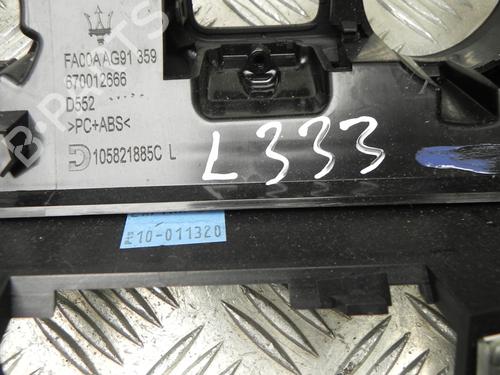 FA00AAG91 359
670012666
D552
>PC+ABS<
105821885C L
L333
10-011320